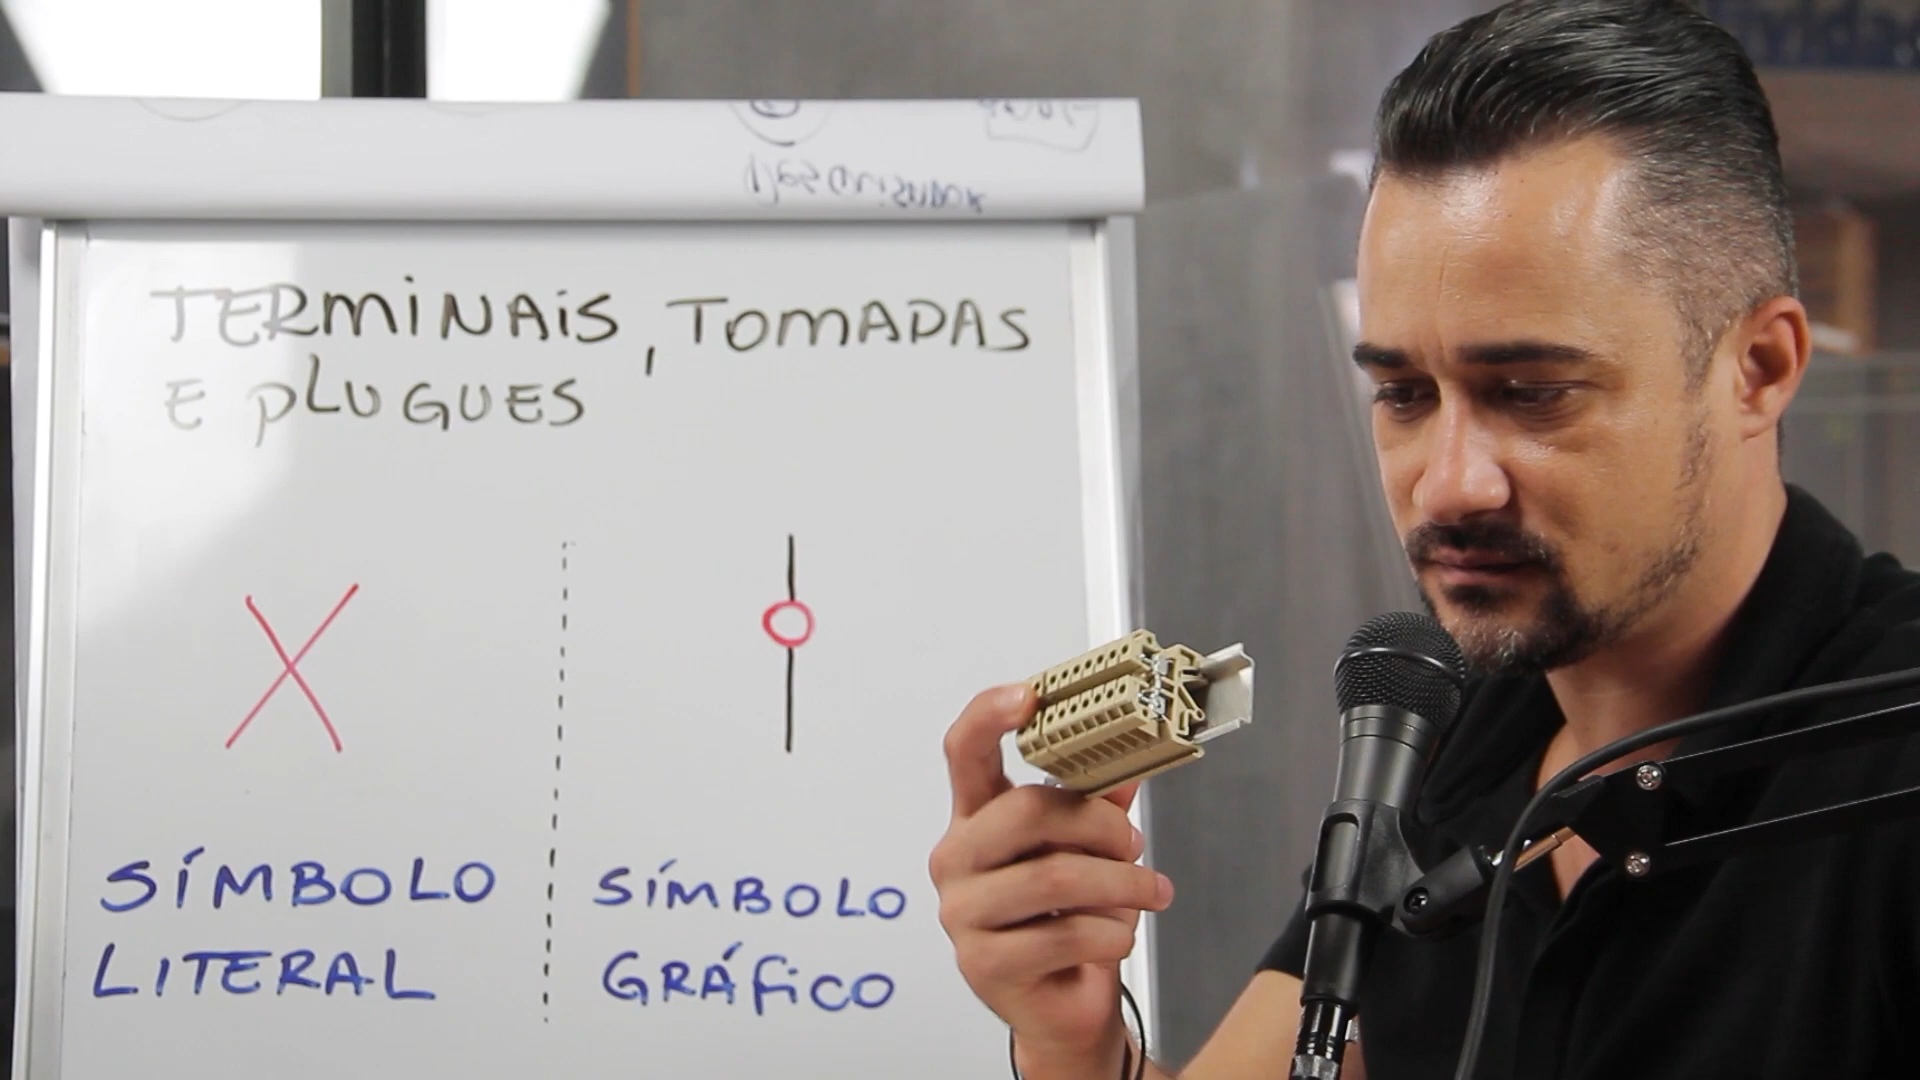 TERMINAIS, TOMADAS
E PLUGUES
X
SÍMBOLO
LITERAL
SÍMBOLO
GRÁFICO